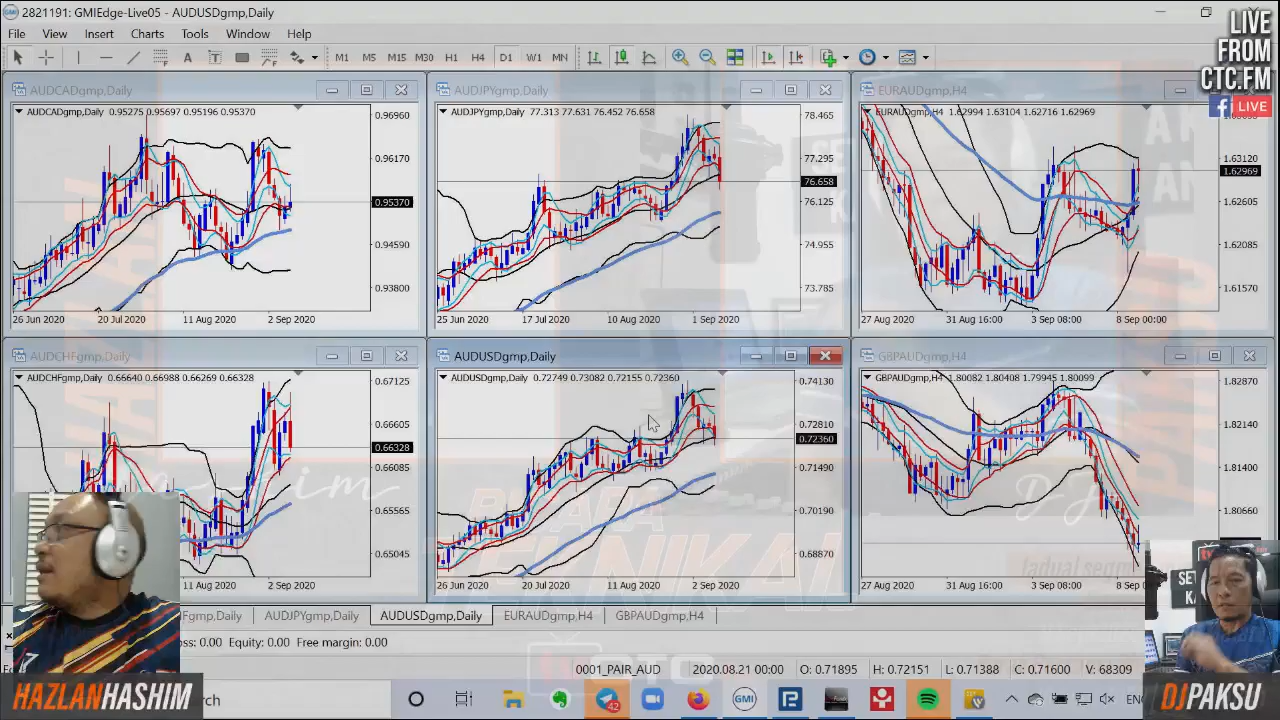 2821191: GMIEdge-Live05 - AUDUSDgmp,Daily
LIVE
FROM
CTC.FM
f LIVE
File View Insert Charts Tools Window Help
M1 M5 M15 M30 H1 H4 D1 W1 MN
AUDCADgmp,Daily
AUDCADgmp,Daily 0.95275 0.95697 0.95196 0.95370
0.96960
0.96170
0.95370
0.94590
0.93800
26 Jun 2020 20 Jul 2020 11 Aug 2020 2 Sep 2020
AUDJPYgmp,Daily
AUDJPYgmp,Daily 77.313 77.631 76.452 76.658
78.465
77.295
76.658
76.125
74.955
73.785
25 Jun 2020 17 Jul 2020 10 Aug 2020 1 Sep 2020
EURAUDgmp,H4
EURAUDgmp,H4 1.62994 1.63104 1.62716 1.62969
1.63120
1.62969
1.62605
1.62085
1.61570
27 Aug 2020 31 Aug 16:00 3 Sep 08:00 8 Sep 00:00
AUDCHFgmp,Daily
AUDCHFgmp,Daily 0.66640 0.66988 0.66269 0.66328
0.67125
0.66605
0.66328
0.66085
0.65565
0.65045
11 Aug 2020 2 Sep 2020
AUDUSDgmp,Daily
AUDUSDgmp,Daily 0.72749 0.73082 0.72155 0.72360
0.74130
0.72810
0.72360
0.71490
0.70190
0.68870
26 Jun 2020 20 Jul 2020 11 Aug 2020 2 Sep 2020
GBPAUDgmp,H4
GBPAUDgmp,H4 1.80082 1.80408 1.79945 1.80099
1.82870
1.82140
1.81400
1.80660
27 Aug 2020 31 Aug 16:00 3 Sep 08:00
Fgmp,Daily AUDJPYgmp,Daily AUDUSDgmp,Daily EURAUDgmp,H4 GBPAUDgmp,H4
oss: 0.00 Equity: 0.00 Free margin: 0.00
0001_PAIR_AUD 2020.08.21 00:00 O: 0.71895 H: 0.72151 L: 0.71388 C: 0.71600 V: 68309
HAZLANHASHIM
rch
42
GMI
ENG
DJPAKSU